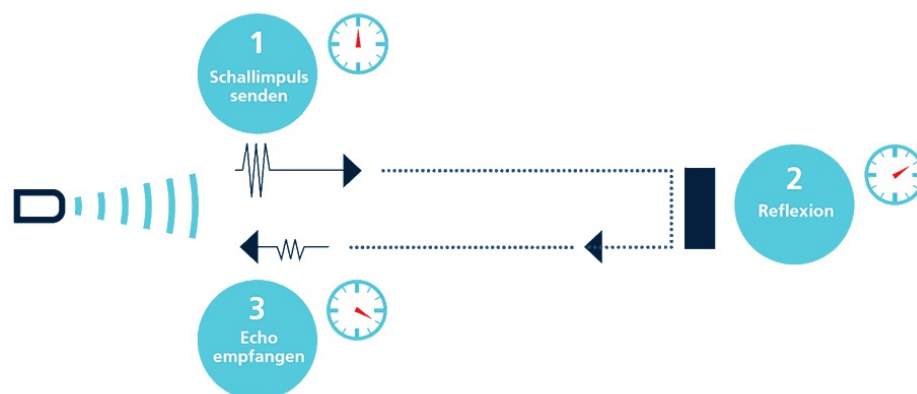 1
Schallimpuls
senden
2
Reflexion
3
Echo
empfangen